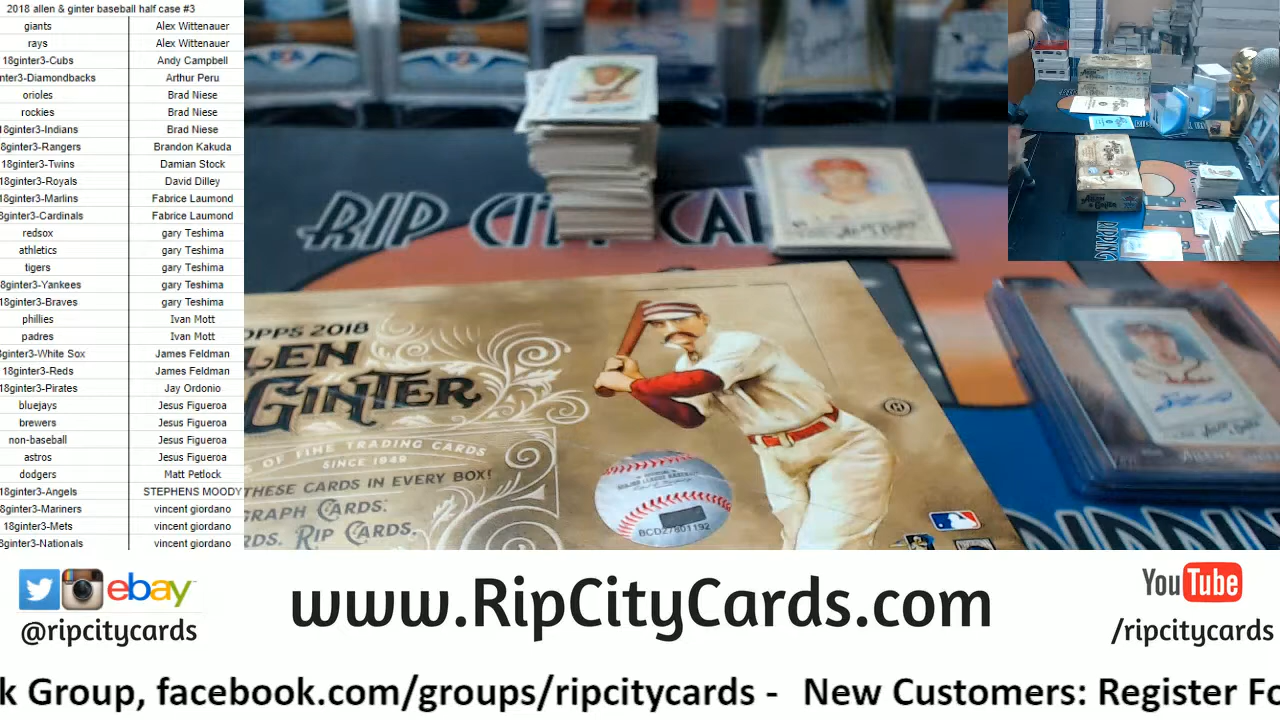 2018 allen & ginter baseball half case #3
giants Alex Wittenauer
rays Alex Wittenauer
18ginter3-Cubs Andy Campbell
nter3-Diamondbacks Arthur Peru
orioles Brad Niese
rockies Brad Niese
18ginter3-Indians Brad Niese
8ginter3-Rangers Brandon Kakuda
18ginter3-Twins Damian Stock
18ginter3-Royals David Dilley
18ginter3-Marlins Fabrice Laumond
8ginter3-Cardinals Fabrice Laumond
redsox gary Teshima
athletics gary Teshima
tigers gary Teshima
8ginter3-Yankees gary Teshima
18ginter3-Braves gary Teshima
phillies Ivan Mott
padres Ivan Mott
ginter3-White Sox James Feldman
18ginter3-Reds James Feldman
18ginter3-Pirates Jay Ordonio
bluejays Jesus Figueroa
brewers Jesus Figueroa
non-baseball Jesus Figueroa
astros Jesus Figueroa
dodgers Matt Petlock
18ginter3-Angels STEPHENS MOODY
8ginter3-Mariners vincent giordano
18ginter3-Mets vincent giordano
ginter3-Nationals vincent giordano
RIP CITY CA
OPPS 2018
LEN
GINTER
S OF FINE TRADING CARDS
SINCE 1949
THESE CARDS IN EVERY BOX!
GRAPH CARDS.
RDS. RIP CARDS.
H
BCD27801192
RIPPIN
ebay
@ripcitycards
www.RipCityCards.com
YouTube
/ripcitycards
k Group, facebook.com/groups/ripcitycards - New Customers: Register Fo